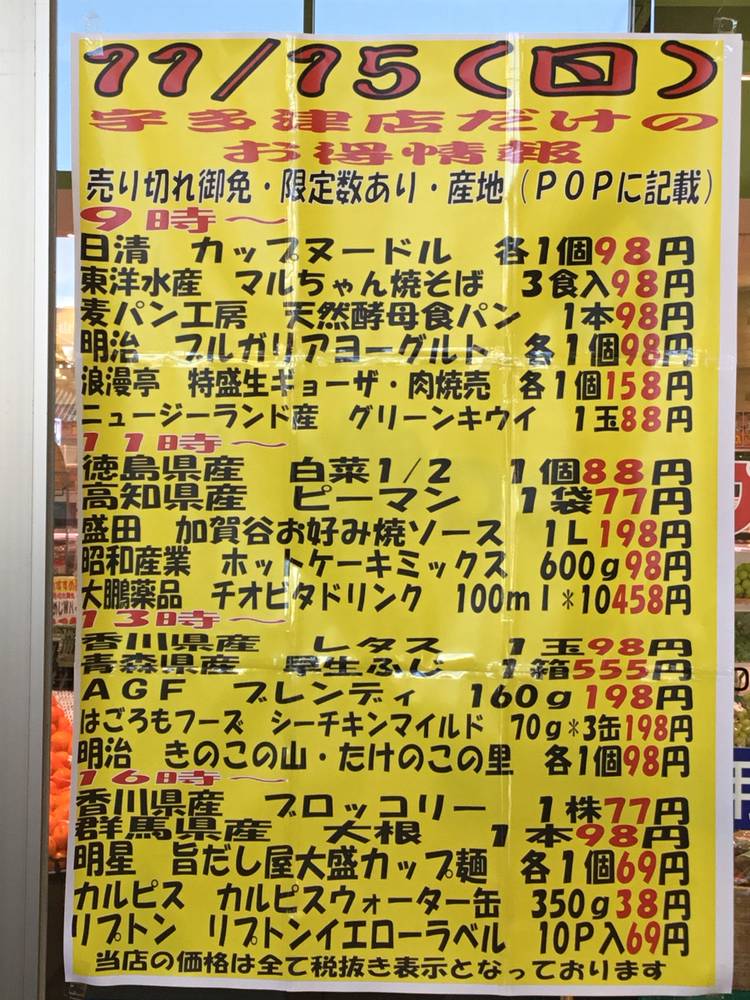 11/15(日)
宇多津店だけの
お得情報
売り切れ御免・限定数あり・産地(POPに記載)
9時～
日清 カップヌードル 各1個98円
東洋水産 マルちゃん焼そば 3食入98円
麦パン工房 天然酵母食パン 1本98円
明治 ブルガリアヨーグルト 各1個98円
浪漫亭 特盛生ギョーザ・肉焼売 各1個158円
ニュージーランド産 グリーンキウイ 1玉88円
11時～
徳島県産 白菜1/2 1個88円
高知県産 ピーマン 1袋77円
盛田 加賀谷お好み焼ソース 1L198円
昭和産業 ホットケーキミックス 600g98円
大鵬薬品 チオビタドリンク 100ml*10458円
13時～
香川県産 レタス 1玉98円
青森県産 早生ふじ 1箱555円
AGF ブレンディ 160g198円
はごろもフーズ シーチキンマイルド 70g*3缶198円
明治 きのこの山・たけのこの里 各1個98円
16時～
香川県産 ブロッコリー 1株77円
群馬県産 大根 1本98円
明星 旨だし屋大盛カップ麺 各1個69円
カルピス カルピスウォーター缶 350g38円
リプトン リプトンイエローラベル 10P入69円
当店の価格は全て税抜き表示となっております